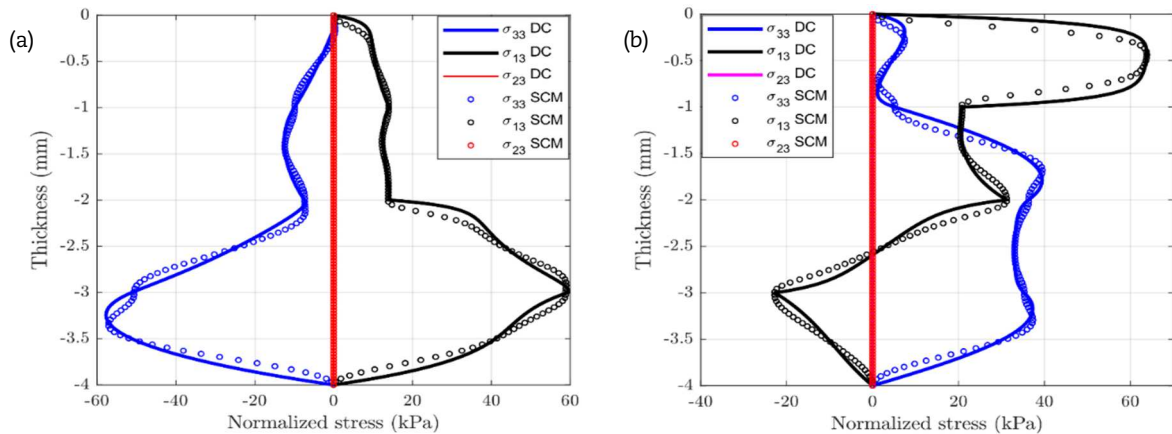 (a)
0
-0.5
-1
-1.5
-2
-2.5
-3
-3.5
-4
Thickness (mm)
-60 -40 -20 0 20 40 60
Normalized stress (kPa)
σ33 DC
σ13 DC
σ23 DC
σ33 SCM
σ13 SCM
σ23 SCM
(b)
0
-0.5
-1
-1.5
-2
-2.5
-3
-3.5
-4
Thickness (mm)
-40 -20 0 20 40 60
Normalized stress (kPa)
σ33 DC
σ13 DC
σ23 DC
σ33 SCM
σ13 SCM
σ23 SCM